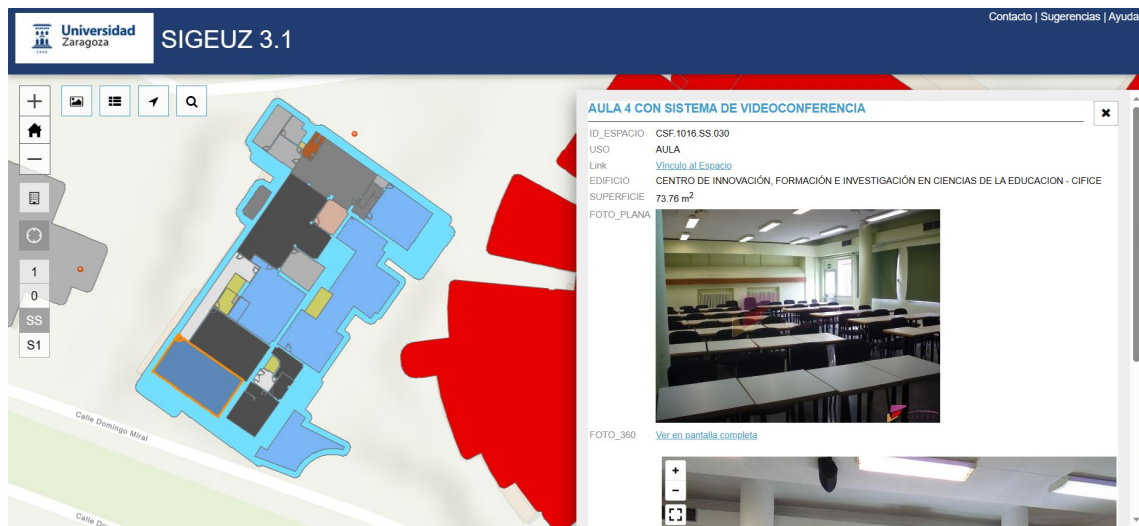 Contacto | Sugerencias | Ayuda
Universidad
Zaragoza
SIGEUZ 3.1
AULA 4 CON SISTEMA DE VIDEOCONFERENCIA
ID_ESPACIO CSF.1016.SS.030
USO AULA
Link Vínculo al Espacio
EDIFICIO CENTRO DE INNOVACIÓN, FORMACIÓN E INVESTIGACIÓN EN CIENCIAS DE LA EDUCACION - CIFICE
SUPERFICIE 73.76 m2
FOTO_PLANA
FOTO_360 Ver en pantalla completa
1
0
SS
S1
Calle Domingo Miral